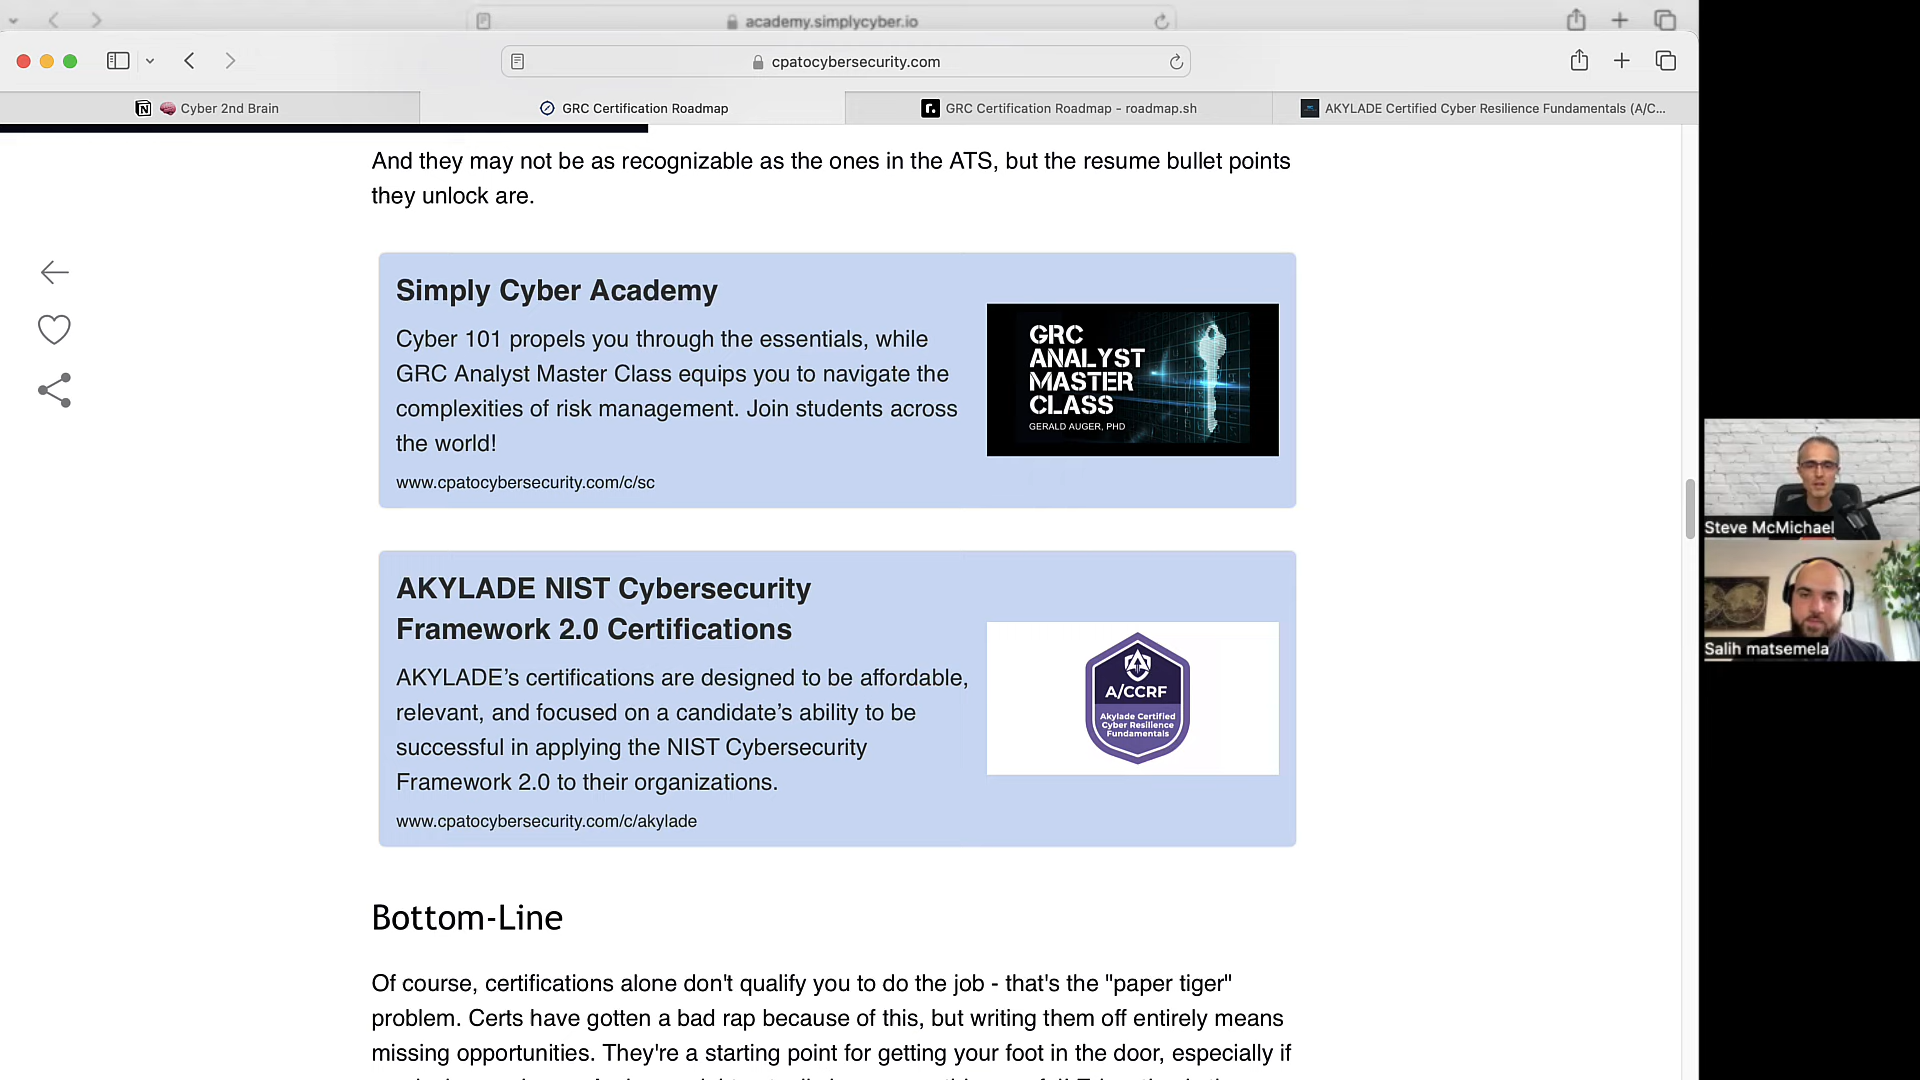 academy.simplycyber.io
cpatocybersecurity.com
Cyber 2nd Brain
GRC Certification Roadmap
GRC Certification Roadmap - roadmap.sh
AKYLADE Certified Cyber Resilience Fundamentals (A/C...
And they may not be as recognizable as the ones in the ATS, but the resume bullet points
they unlock are.
Simply Cyber Academy
Cyber 101 propels you through the essentials, while
GRC Analyst Master Class equips you to navigate the
complexities of risk management. Join students across
the world!
www.cpatocybersecurity.com/c/sc
GRC
ANALYST
MASTER
CLASS
GERALD AUGER, PHD
AKYLADE NIST Cybersecurity
Framework 2.0 Certifications
AKYLADE’s certifications are designed to be affordable,
relevant, and focused on a candidate’s ability to be
successful in applying the NIST Cybersecurity
Framework 2.0 to their organizations.
www.cpatocybersecurity.com/c/akylade
A/CCRF
Akylade Certified
Cyber Resilience
Fundamentals
Bottom-Line
Of course, certifications alone don't qualify you to do the job - that's the "paper tiger"
problem. Certs have gotten a bad rap because of this, but writing them off entirely means
missing opportunities. They're a starting point for getting your foot in the door, especially if
Steve McMichael
Salih matsemela